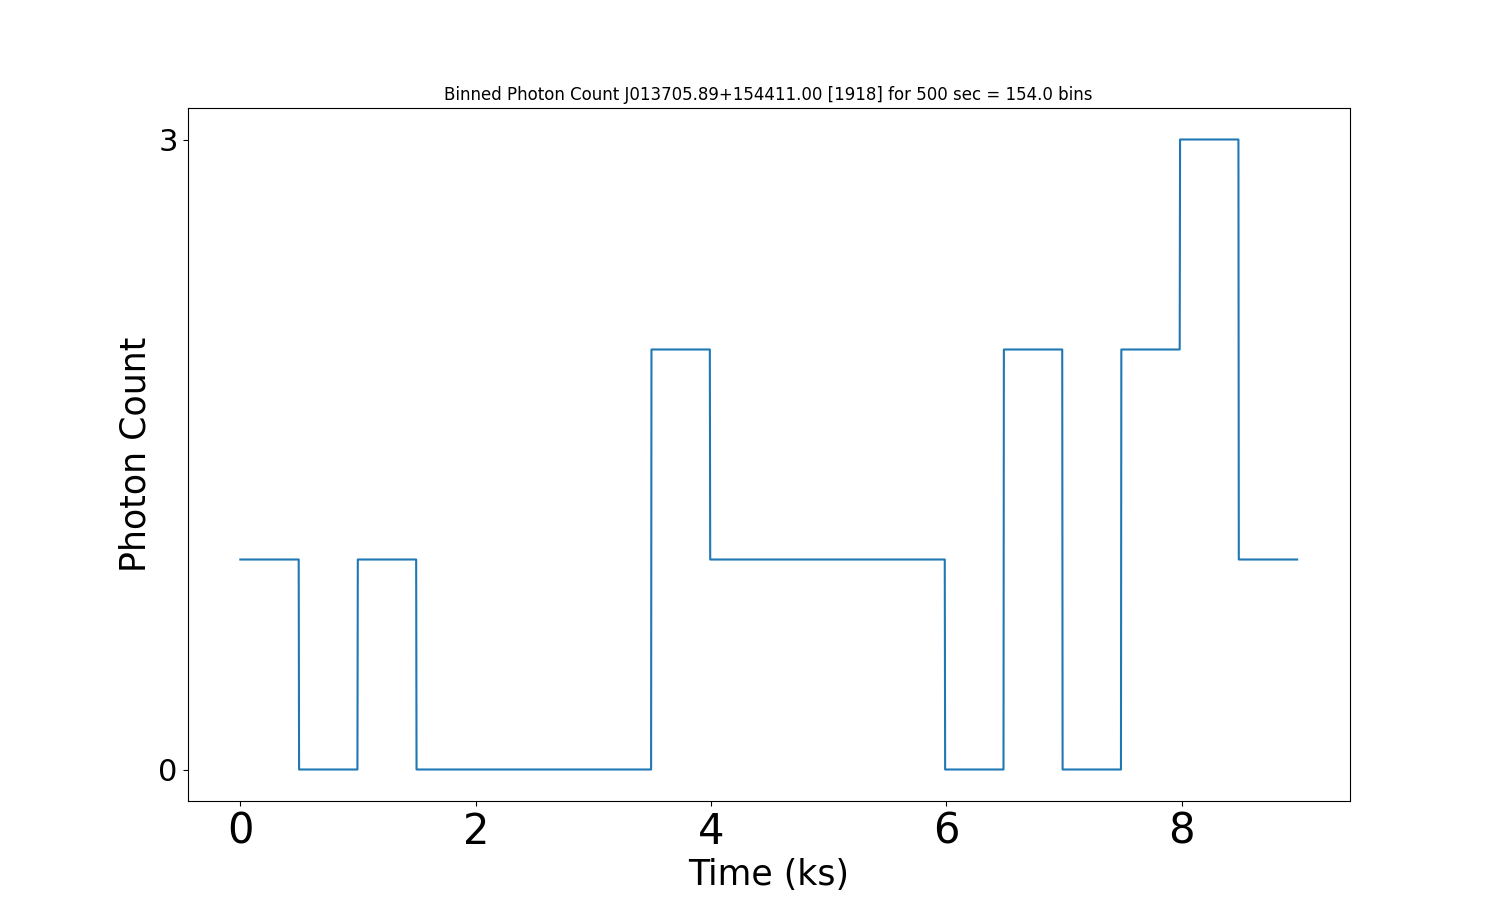 Binned Photon Count J013705.89+154411.00 [1918] for 500 sec = 154.0 bins
3
Photon Count
0
0 2 4 6 8
Time (ks)